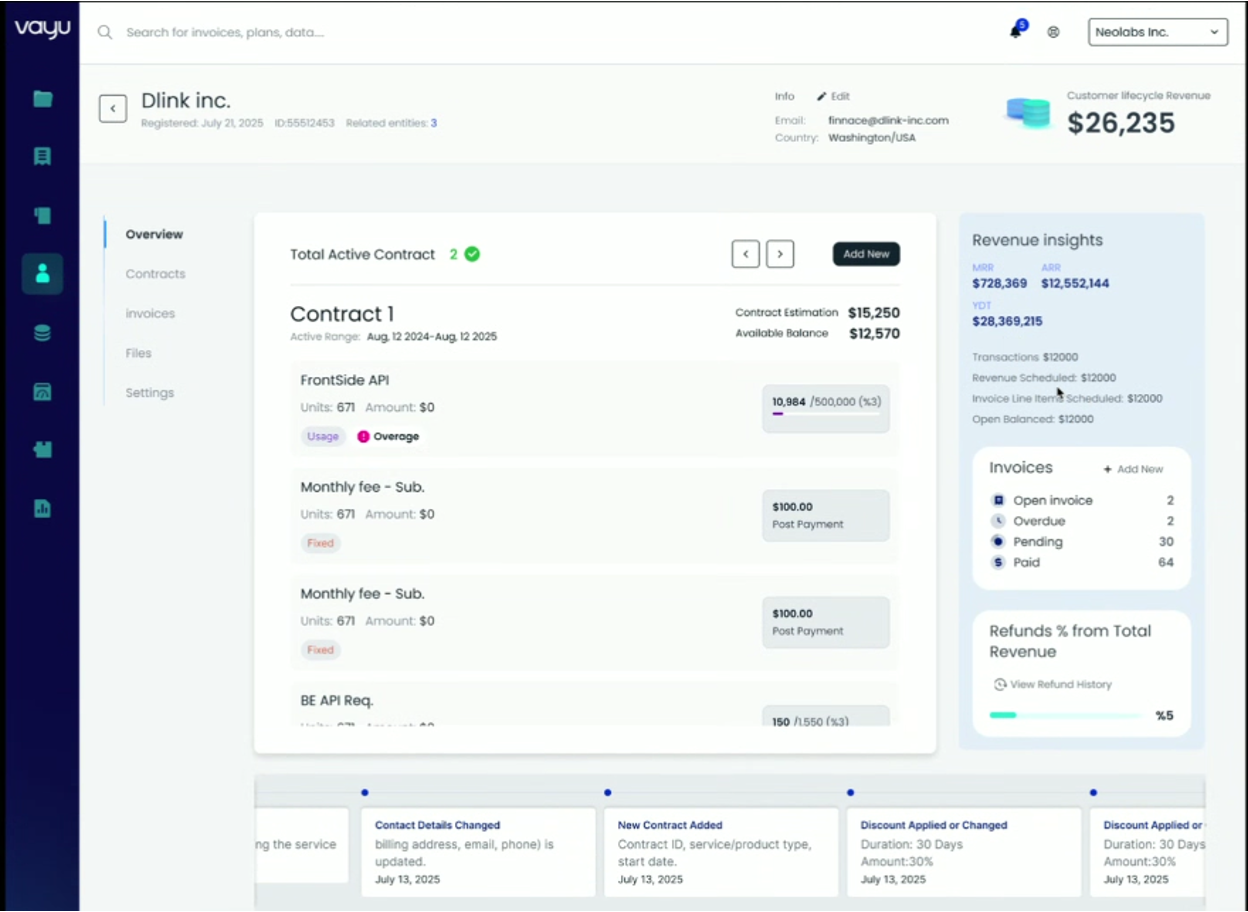 vayu
Search for invoices, plans, data....
5
Neolabs Inc.
Dlink inc.
Registered: July 21, 2025 ID:55512453 Related entities: 3
Info Edit
Email: finnace@dlink-inc.com
Country: Washington/USA
Customer lifecycle Revenue
$26,235
Overview
Contracts
invoices
Files
Settings
Total Active Contract 2
Add New
Contract 1
Active Range: Aug, 12 2024-Aug, 12 2025
Contract Estimation $15,250
Available Balance $12,570
FrontSide API
Units: 671 Amount: $0
Usage Overage
10,984 /500,000 (%3)
Monthly fee - Sub.
Units: 671 Amount: $0
Fixed
$100.00
Post Payment
Monthly fee - Sub.
Units: 671 Amount: $0
Fixed
$100.00
Post Payment
BE API Req.
Units: 671 Amount: $0
150 /1,550 (%3)
Revenue insights
MRR ARR
$728,369 $12,552,144
YDT
$28,369,215
Transactions $12000
Revenue Scheduled: $12000
Invoice Line Items Scheduled: $12000
Open Balanced: $12000
Invoices + Add New
Open invoice 2
Overdue 2
Pending 30
Paid 64
Refunds % from Total
Revenue
View Refund History
%5
ng the service
Contact Details Changed
billing address, email, phone) is
updated.
July 13, 2025
New Contract Added
Contract ID, service/product type,
start date.
July 13, 2025
Discount Applied or Changed
Duration: 30 Days
Amount:30%
July 13, 2025
Discount Applied or
Duration: 30 Days
Amount:30%
July 13, 2025